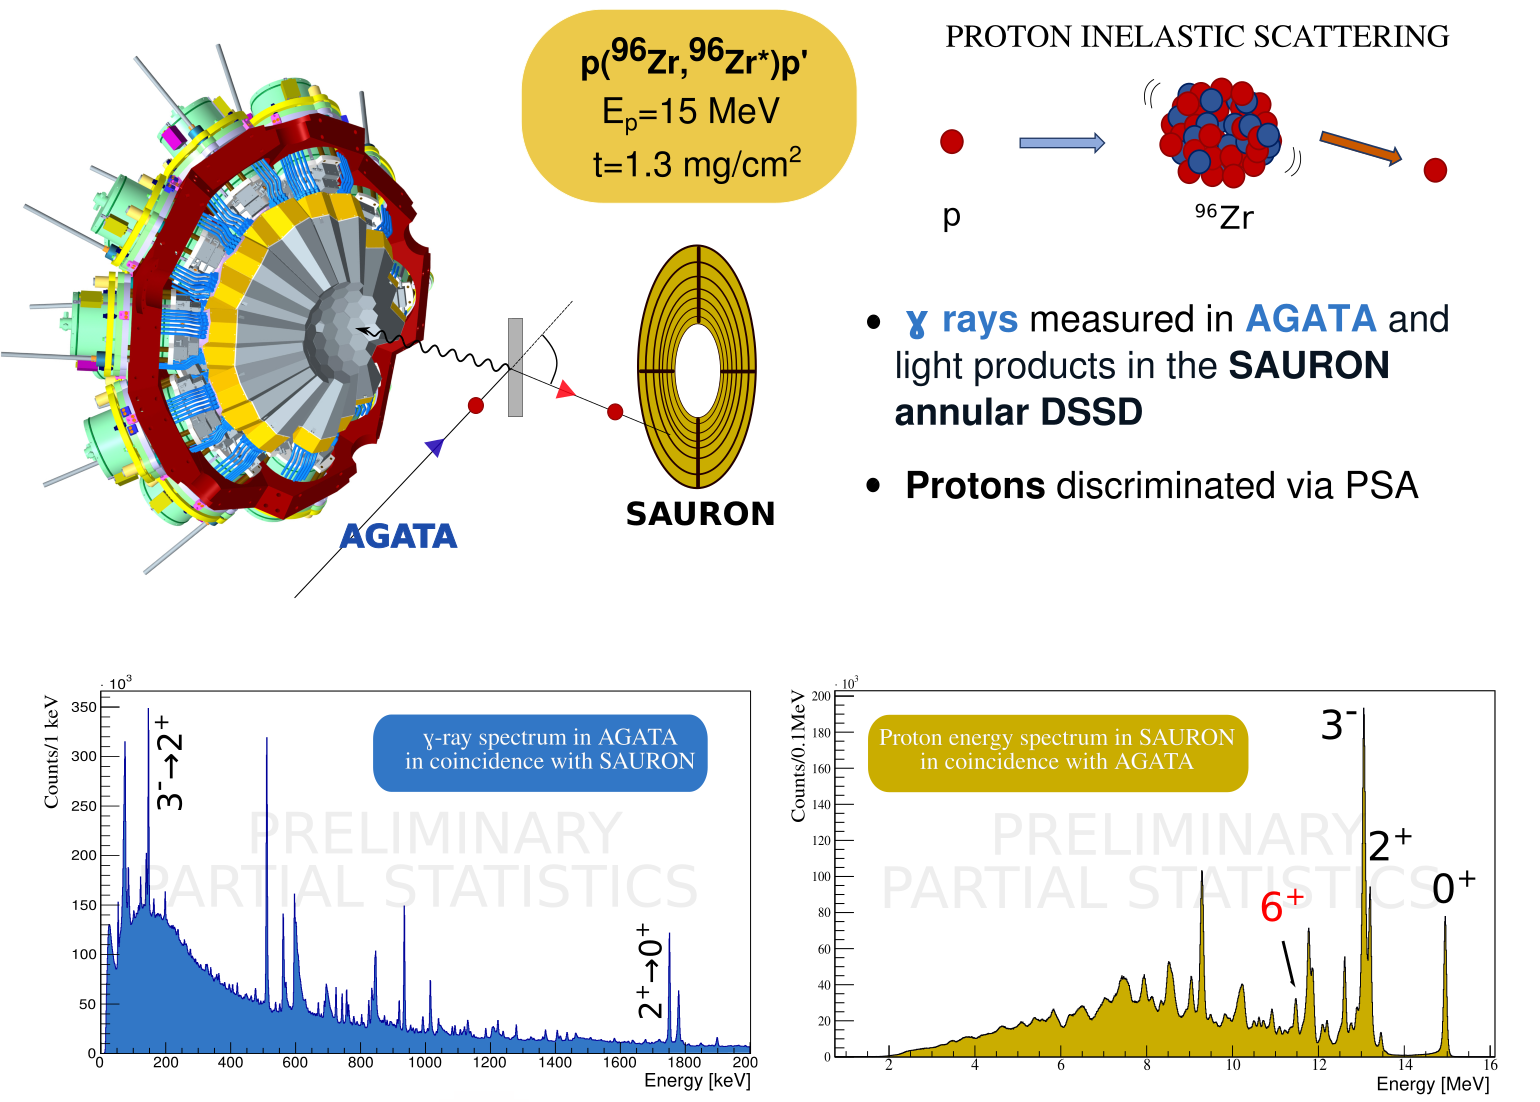 p(⁹⁶Zr,⁹⁶Zr*)p'
Eₚ=15 MeV
t=1.3 mg/cm²
PROTON INELASTIC SCATTERING
p
⁹⁶Zr
• ɣ rays measured in AGATA and
light products in the SAURON
annular DSSD
• Protons discriminated via PSA
AGATA
SAURON
· 10³
Counts/1 keV
350
300
250
200
150
100
50
0
0 200 400 600 800 1000 1200 1400 1600 1800 200
Energy [keV]
3⁻→2⁺
2⁺→0⁺
ɣ-ray spectrum in AGATA
in coincidence with SAURON
PRELIMINARY
PARTIAL STATISTICS
· 10³
Counts/0.1MeV
200
180
160
140
120
100
80
60
40
20
0
2 4 6 8 10 12 14 16
Energy [MeV]
Proton energy spectrum in SAURON
in coincidence with AGATA
PRELIMINARY
PARTIAL STATISTICS
3⁻
2⁺
0⁺
6⁺